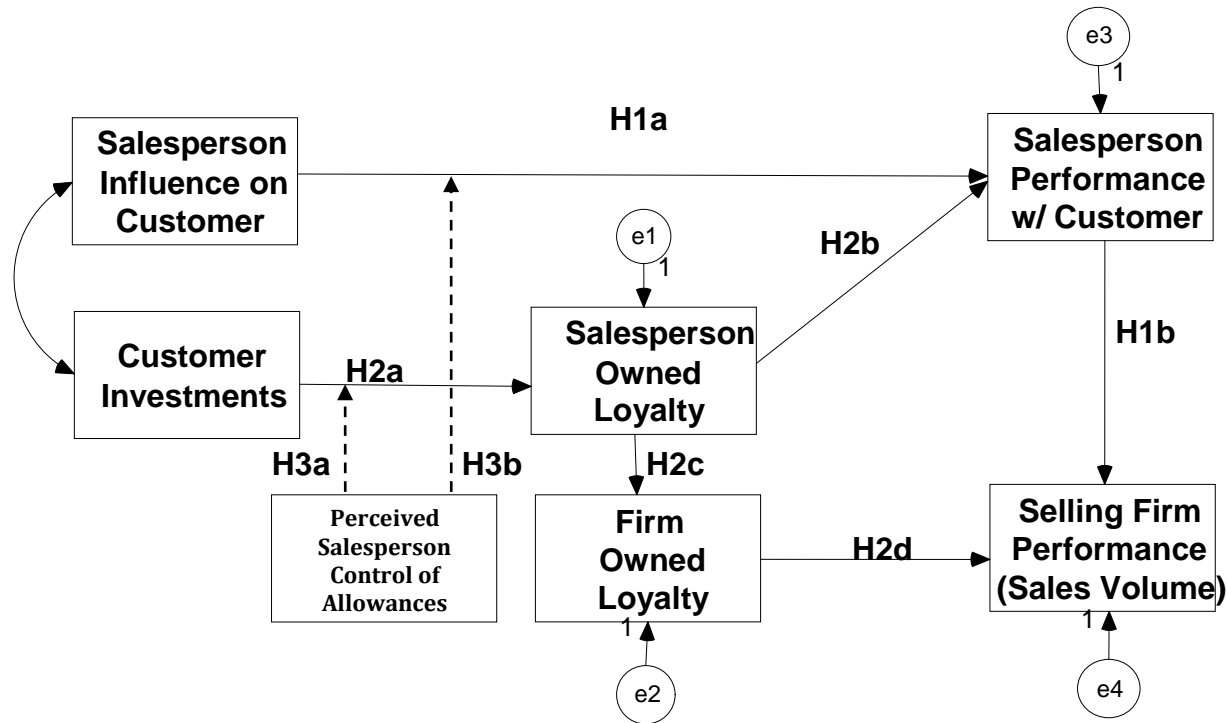 e3
1
H1a
Salesperson
Influence on
Customer
Salesperson
Performance
w/ Customer
e1
1
H2b
Salesperson
Owned
Loyalty
H1b
Customer
Investments
H2a
H3a
H3b
H2c
Perceived
Salesperson
Control of
Allowances
Firm
Owned
Loyalty
H2d
Selling Firm
Performance
(Sales Volume)
1
1
e2
e4